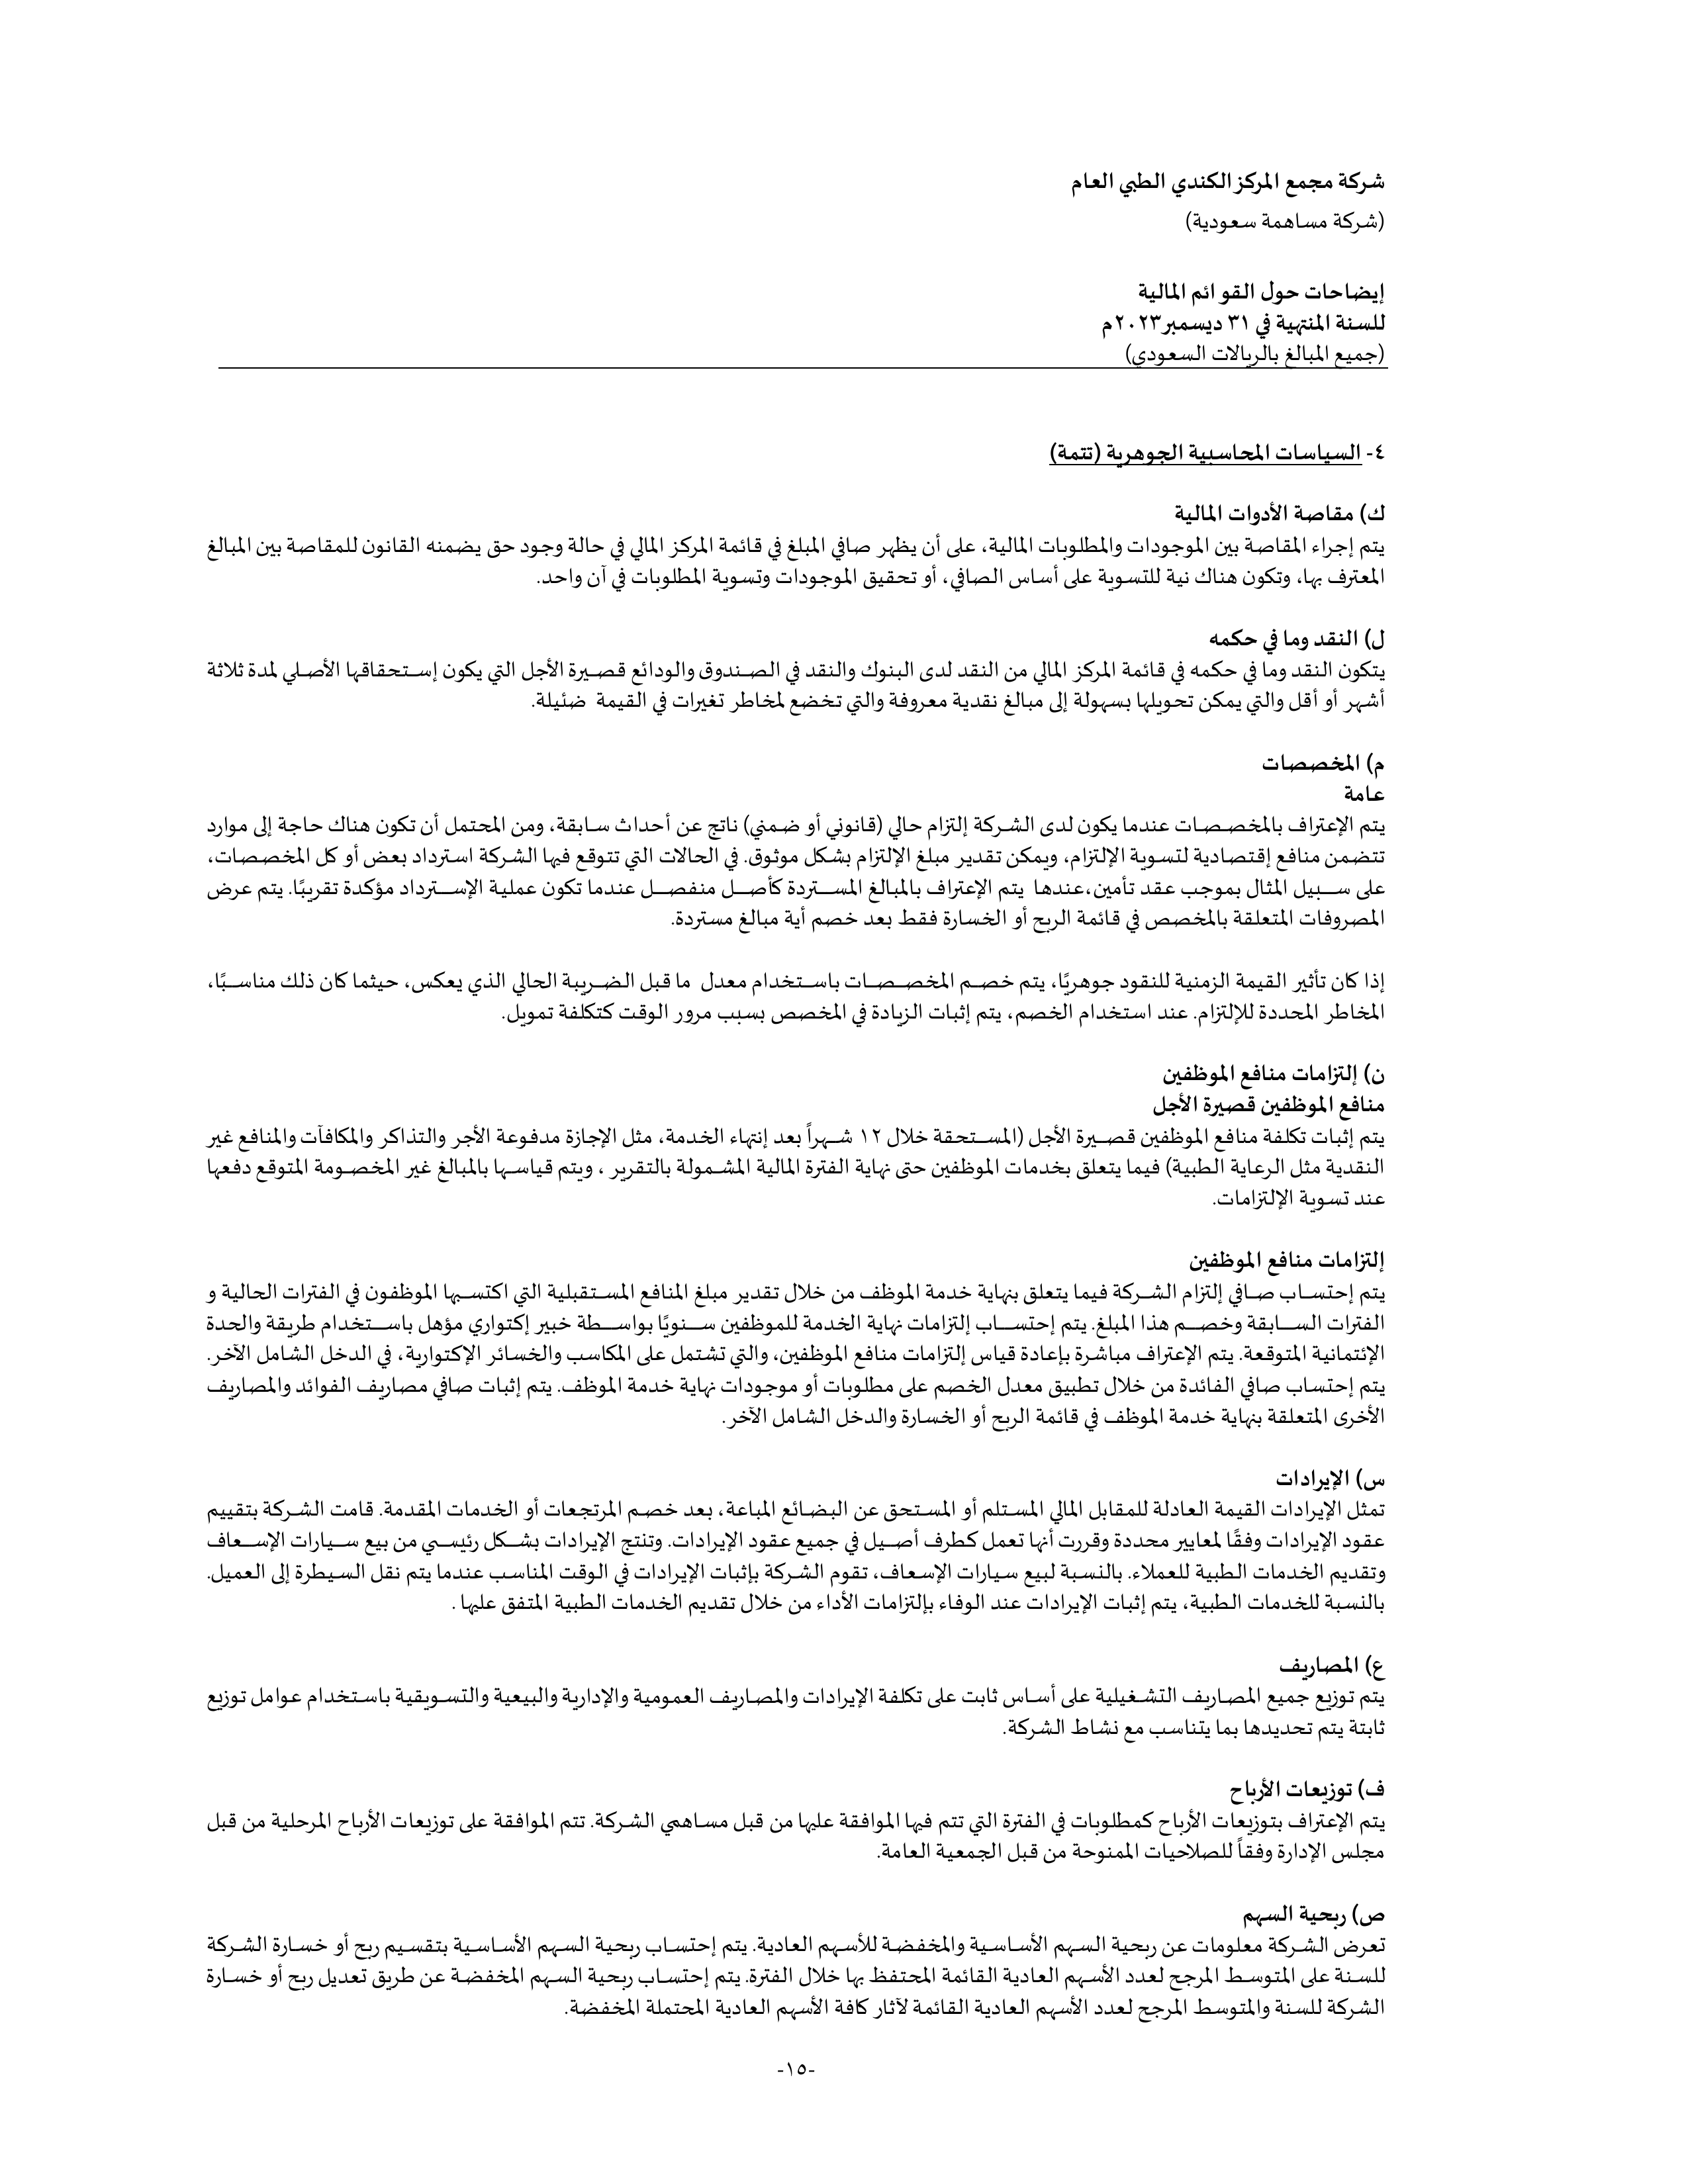 شركة مجمع المركز الكندي الطبي العام
(شركة مساهمة سعودية)
إيضاحات حول القوائم المالية
للسنة المنتهية في ٣١ ديسمبر ٢٠٢٣م
(جميع المبالغ بالريالات السعودي)
٤- السياسات المحاسبية الجوهرية (تتمة)
ك) مقاصة الأدوات المالية
يتم إجراء المقاصة بين الموجودات والمطلوبات المالية، على أن يظهر صافي المبلغ في قائمة المركز المالي في حالة وجود حق يضمنه القانون للمقاصة بين المبالغ
المعترف بها، وتكون هناك نية للتسوية على أساس الصافي، أو تحقيق الموجودات وتسوية المطلوبات في آن واحد.
ل) النقد وما في حكمه
يتكون النقد وما في حكمه في قائمة المركز المالي من النقد لدى البنوك والنقد في الصندوق والودائع قصيرة الأجل التي يكون إستحقاقها الأصلي لمدة ثلاثة
أشهر أو أقل والتي يمكن تحويلها بسهولة إلى مبالغ نقدية معروفة والتي تخضع لمخاطر تغيرات في القيمة ضئيلة.
م) المخصصات
عامة
يتم الإعتراف بالمخصصات عندما يكون لدى الشركة إلتزام حالي (قانوني أو ضمني) ناتج عن أحداث سابقة، ومن المحتمل أن تكون هناك حاجة إلى موارد
تتضمن منافع إقتصادية لتسوية الإلتزام، ويمكن تقدير مبلغ الإلتزام بشكل موثوق. في الحالات التي تتوقع فيها الشركة استرداد بعض أو كل المخصصات،
على سبيل المثال بموجب عقد تأمين،عندها يتم الإعتراف بالمبالغ المستردة كأصل منفصل عندما تكون عملية الإسترداد مؤكدة تقريبًا. يتم عرض
المصروفات المتعلقة بالمخصص في قائمة الربح أو الخسارة فقط بعد خصم أية مبالغ مستردة.
إذا كان تأثير القيمة الزمنية للنقود جوهريًا، يتم خصم المخصصات باستخدام معدل ما قبل الضريبة الحالي الذي يعكس، حيثما كان ذلك مناسبًا،
المخاطر المحددة للإلتزام. عند استخدام الخصم، يتم إثبات الزيادة في المخصص بسبب مرور الوقت كتكلفة تمويل.
ن) إلتزامات منافع الموظفين
منافع الموظفين قصيرة الأجل
يتم إثبات تكلفة منافع الموظفين قصيرة الأجل (المستحقة خلال ١٢ شهراً بعد إنتهاء الخدمة، مثل الإجازة مدفوعة الأجر والتذاكر والمكافآت والمنافع غير
النقدية مثل الرعاية الطبية) فيما يتعلق بخدمات الموظفين حتى نهاية الفترة المالية المشمولة بالتقرير ، ويتم قياسها بالمبالغ غير المخصومة المتوقع دفعها
عند تسوية الإلتزامات.
إلتزامات منافع الموظفين
يتم إحتساب صافي إلتزام الشركة فيما يتعلق بنهاية خدمة الموظف من خلال تقدير مبلغ المنافع المستقبلية التي اكتسبها الموظفون في الفترات الحالية و
الفترات السابقة وخصم هذا المبلغ. يتم إحتساب إلتزامات نهاية الخدمة للموظفين سنويًا بواسطة خبير إكتواري مؤهل باستخدام طريقة والحدة
الإئتمانية المتوقعة. يتم الإعتراف مباشرة بإعادة قياس إلتزامات منافع الموظفين، والتي تشتمل على المكاسب والخسائر الإكتوارية، في الدخل الشامل الآخر.
يتم إحتساب صافي الفائدة من خلال تطبيق معدل الخصم على مطلوبات أو موجودات نهاية خدمة الموظف. يتم إثبات صافي مصاريف الفوائد والمصاريف
الأخرى المتعلقة بنهاية خدمة الموظف في قائمة الربح أو الخسارة والدخل الشامل الآخر.
س) الإيرادات
تمثل الإيرادات القيمة العادلة للمقابل المالي المستلم أو المستحق عن البضائع المباعة، بعد خصم المرتجعات أو الخدمات المقدمة. قامت الشركة بتقييم
عقود الإيرادات وفقًا لمعايير محددة وقررت أنها تعمل كطرف أصيل في جميع عقود الإيرادات. وتنتج الإيرادات بشكل رئيسي من بيع سيارات الإسعاف
وتقديم الخدمات الطبية للعملاء. بالنسبة لبيع سيارات الإسعاف، تقوم الشركة بإثبات الإيرادات في الوقت المناسب عندما يتم نقل السيطرة إلى العميل.
بالنسبة للخدمات الطبية، يتم إثبات الإيرادات عند الوفاء بإلتزامات الأداء من خلال تقديم الخدمات الطبية المتفق عليها .
ع) المصاريف
يتم توزيع جميع المصاريف التشغيلية على أساس ثابت على تكلفة الإيرادات والمصاريف العمومية والإدارية والبيعية والتسويقية باستخدام عوامل توزيع
ثابتة يتم تحديدها بما يتناسب مع نشاط الشركة.
ف) توزيعات الأرباح
يتم الإعتراف بتوزيعات الأرباح كمطلوبات في الفترة التي تتم فيها الموافقة عليها من قبل مساهمي الشركة. تتم الموافقة على توزيعات الأرباح المرحلية من قبل
مجلس الإدارة وفقاً للصلاحيات الممنوحة من قبل الجمعية العامة.
ص) ربحية السهم
تعرض الشركة معلومات عن ربحية السهم الأساسية والمخفضة للأسهم العادية. يتم إحتساب ربحية السهم الأساسية بتقسيم ربح أو خسارة الشركة
للسنة على المتوسط المرجح لعدد الأسهم العادية القائمة المحتفظ بها خلال الفترة. يتم إحتساب ربحية السهم المخفضة عن طريق تعديل ربح أو خسارة
الشركة للسنة والمتوسط المرجح لعدد الأسهم العادية القائمة لآثار كافة الأسهم العادية المحتملة المخفضة.
-١٥-